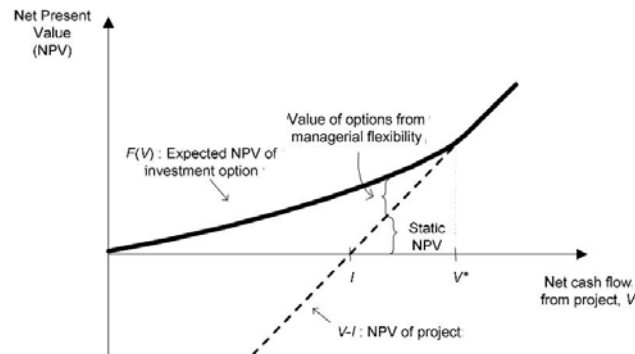 Net Present
Value
(NPV)
Value of options from
managerial flexibility
F(V) : Expected NPV of
investment option
Static
NPV
I
V*
Net cash flow
from project, V
V-I : NPV of project